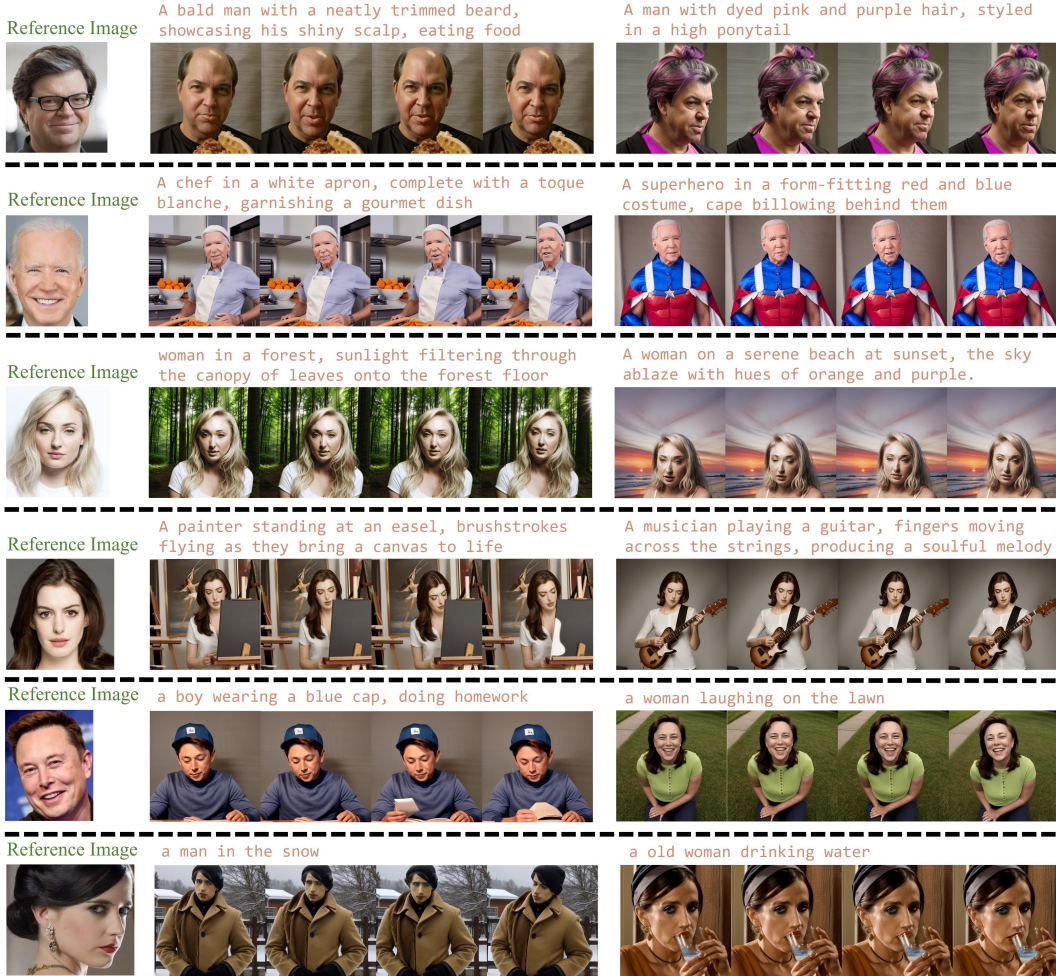 Reference Image
A bald man with a neatly trimmed beard,
showcasing his shiny scalp, eating food
A man with dyed pink and purple hair, styled
in a high ponytail
Reference Image
A chef in a white apron, complete with a toque
blanche, garnishing a gourmet dish
A superhero in a form-fitting red and blue
costume, cape billowing behind them
Reference Image
woman in a forest, sunlight filtering through
the canopy of leaves onto the forest floor
A woman on a serene beach at sunset, the sky
ablaze with hues of orange and purple.
Reference Image
A painter standing at an easel, brushstrokes
flying as they bring a canvas to life
A musician playing a guitar, fingers moving
across the strings, producing a soulful melody
Reference Image
a boy wearing a blue cap, doing homework
a woman laughing on the lawn
Reference Image
a man in the snow
a old woman drinking water